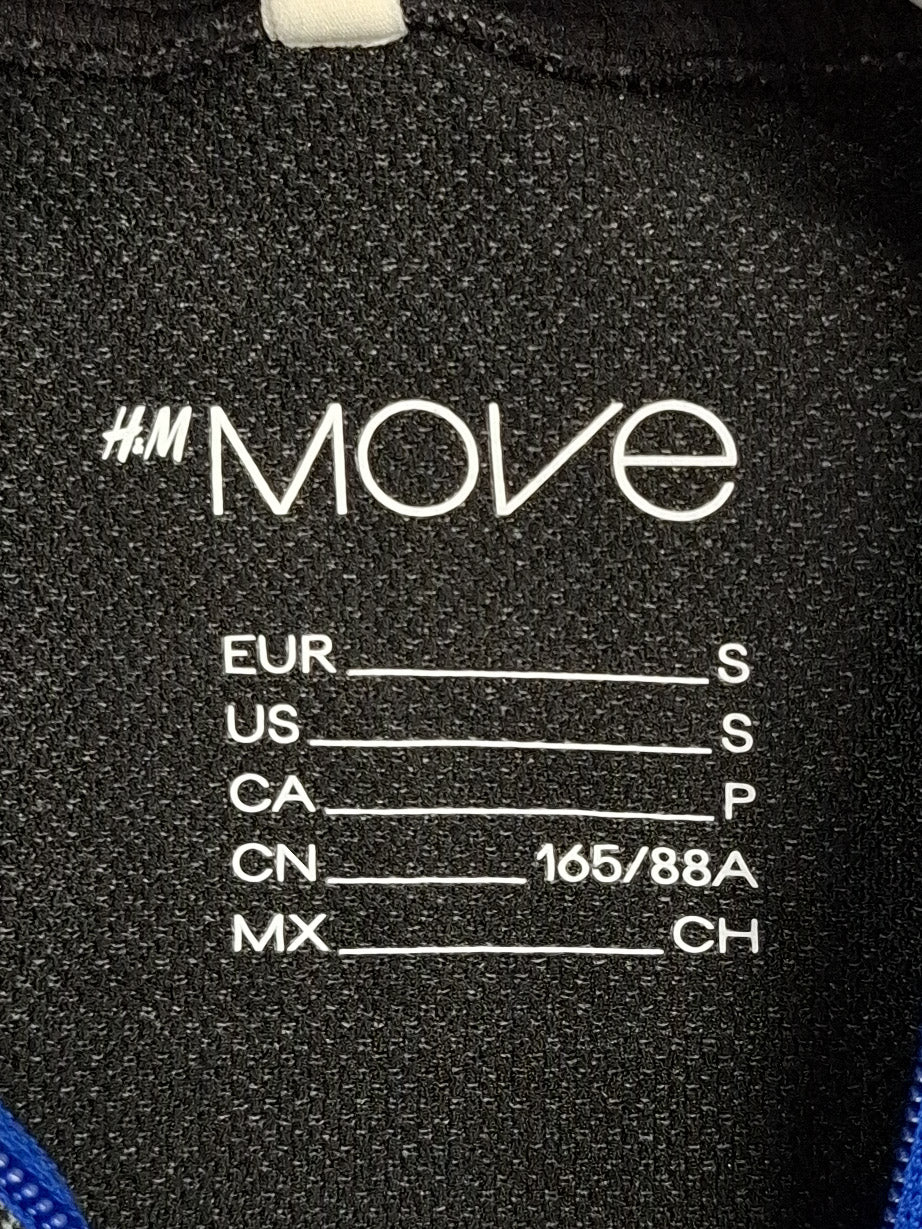 H&M MOVE
EUR S
US S
CA P
CN 165/88A
MX CH